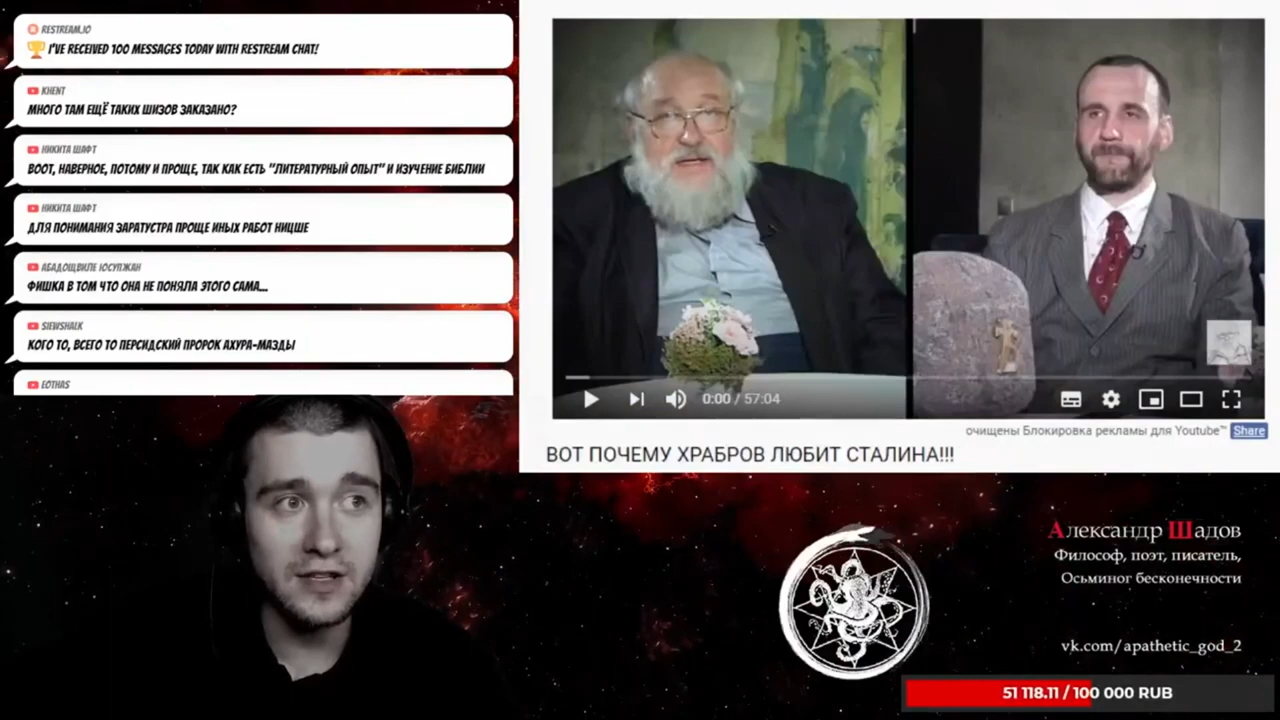 RESTREAM.IO
I'VE RECEIVED 100 MESSAGES TODAY WITH RESTREAM CHAT!
KHENT
МНОГО ТАМ ЕЩЁ ТАКИХ ШИЗОВ ЗАКАЗАНО?
НИКИТА ШАФТ
ВООТ, НАВЕРНОЕ, ПОТОМУ И ПРОЩЕ, ТАК КАК ЕСТЬ "ЛИТЕРАТУРНЫЙ ОПЫТ" И ИЗУЧЕНИЕ БИБЛИИ
НИКИТА ШАФТ
ДЛЯ ПОНИМАНИЯ ЗАРАТУСТРА ПРОЩЕ ИНЫХ РАБОТ НИЦШЕ
АБАДОЩВИЛЕ ЮСУПЖАН
ФИШКА В ТОМ ЧТО ОНА НЕ ПОНЯЛА ЭТОГО САМА...
SIEWSHALK
КОГО ТО, ВСЕГО ТО ПЕРСИДСКИЙ ПРОРОК АХУРА-МАЗДЫ
EOTHAS
0:00 / 57:04
очищены Блокировка рекламы для Youtube™ Share
ВОТ ПОЧЕМУ ХРАБРОВ ЛЮБИТ СТАЛИНА!!!
Александр Шадов
Философ, поэт, писатель,
Осьминог бесконечности
vk.com/apathetic_god_2
51 118.11 / 100 000 RUB